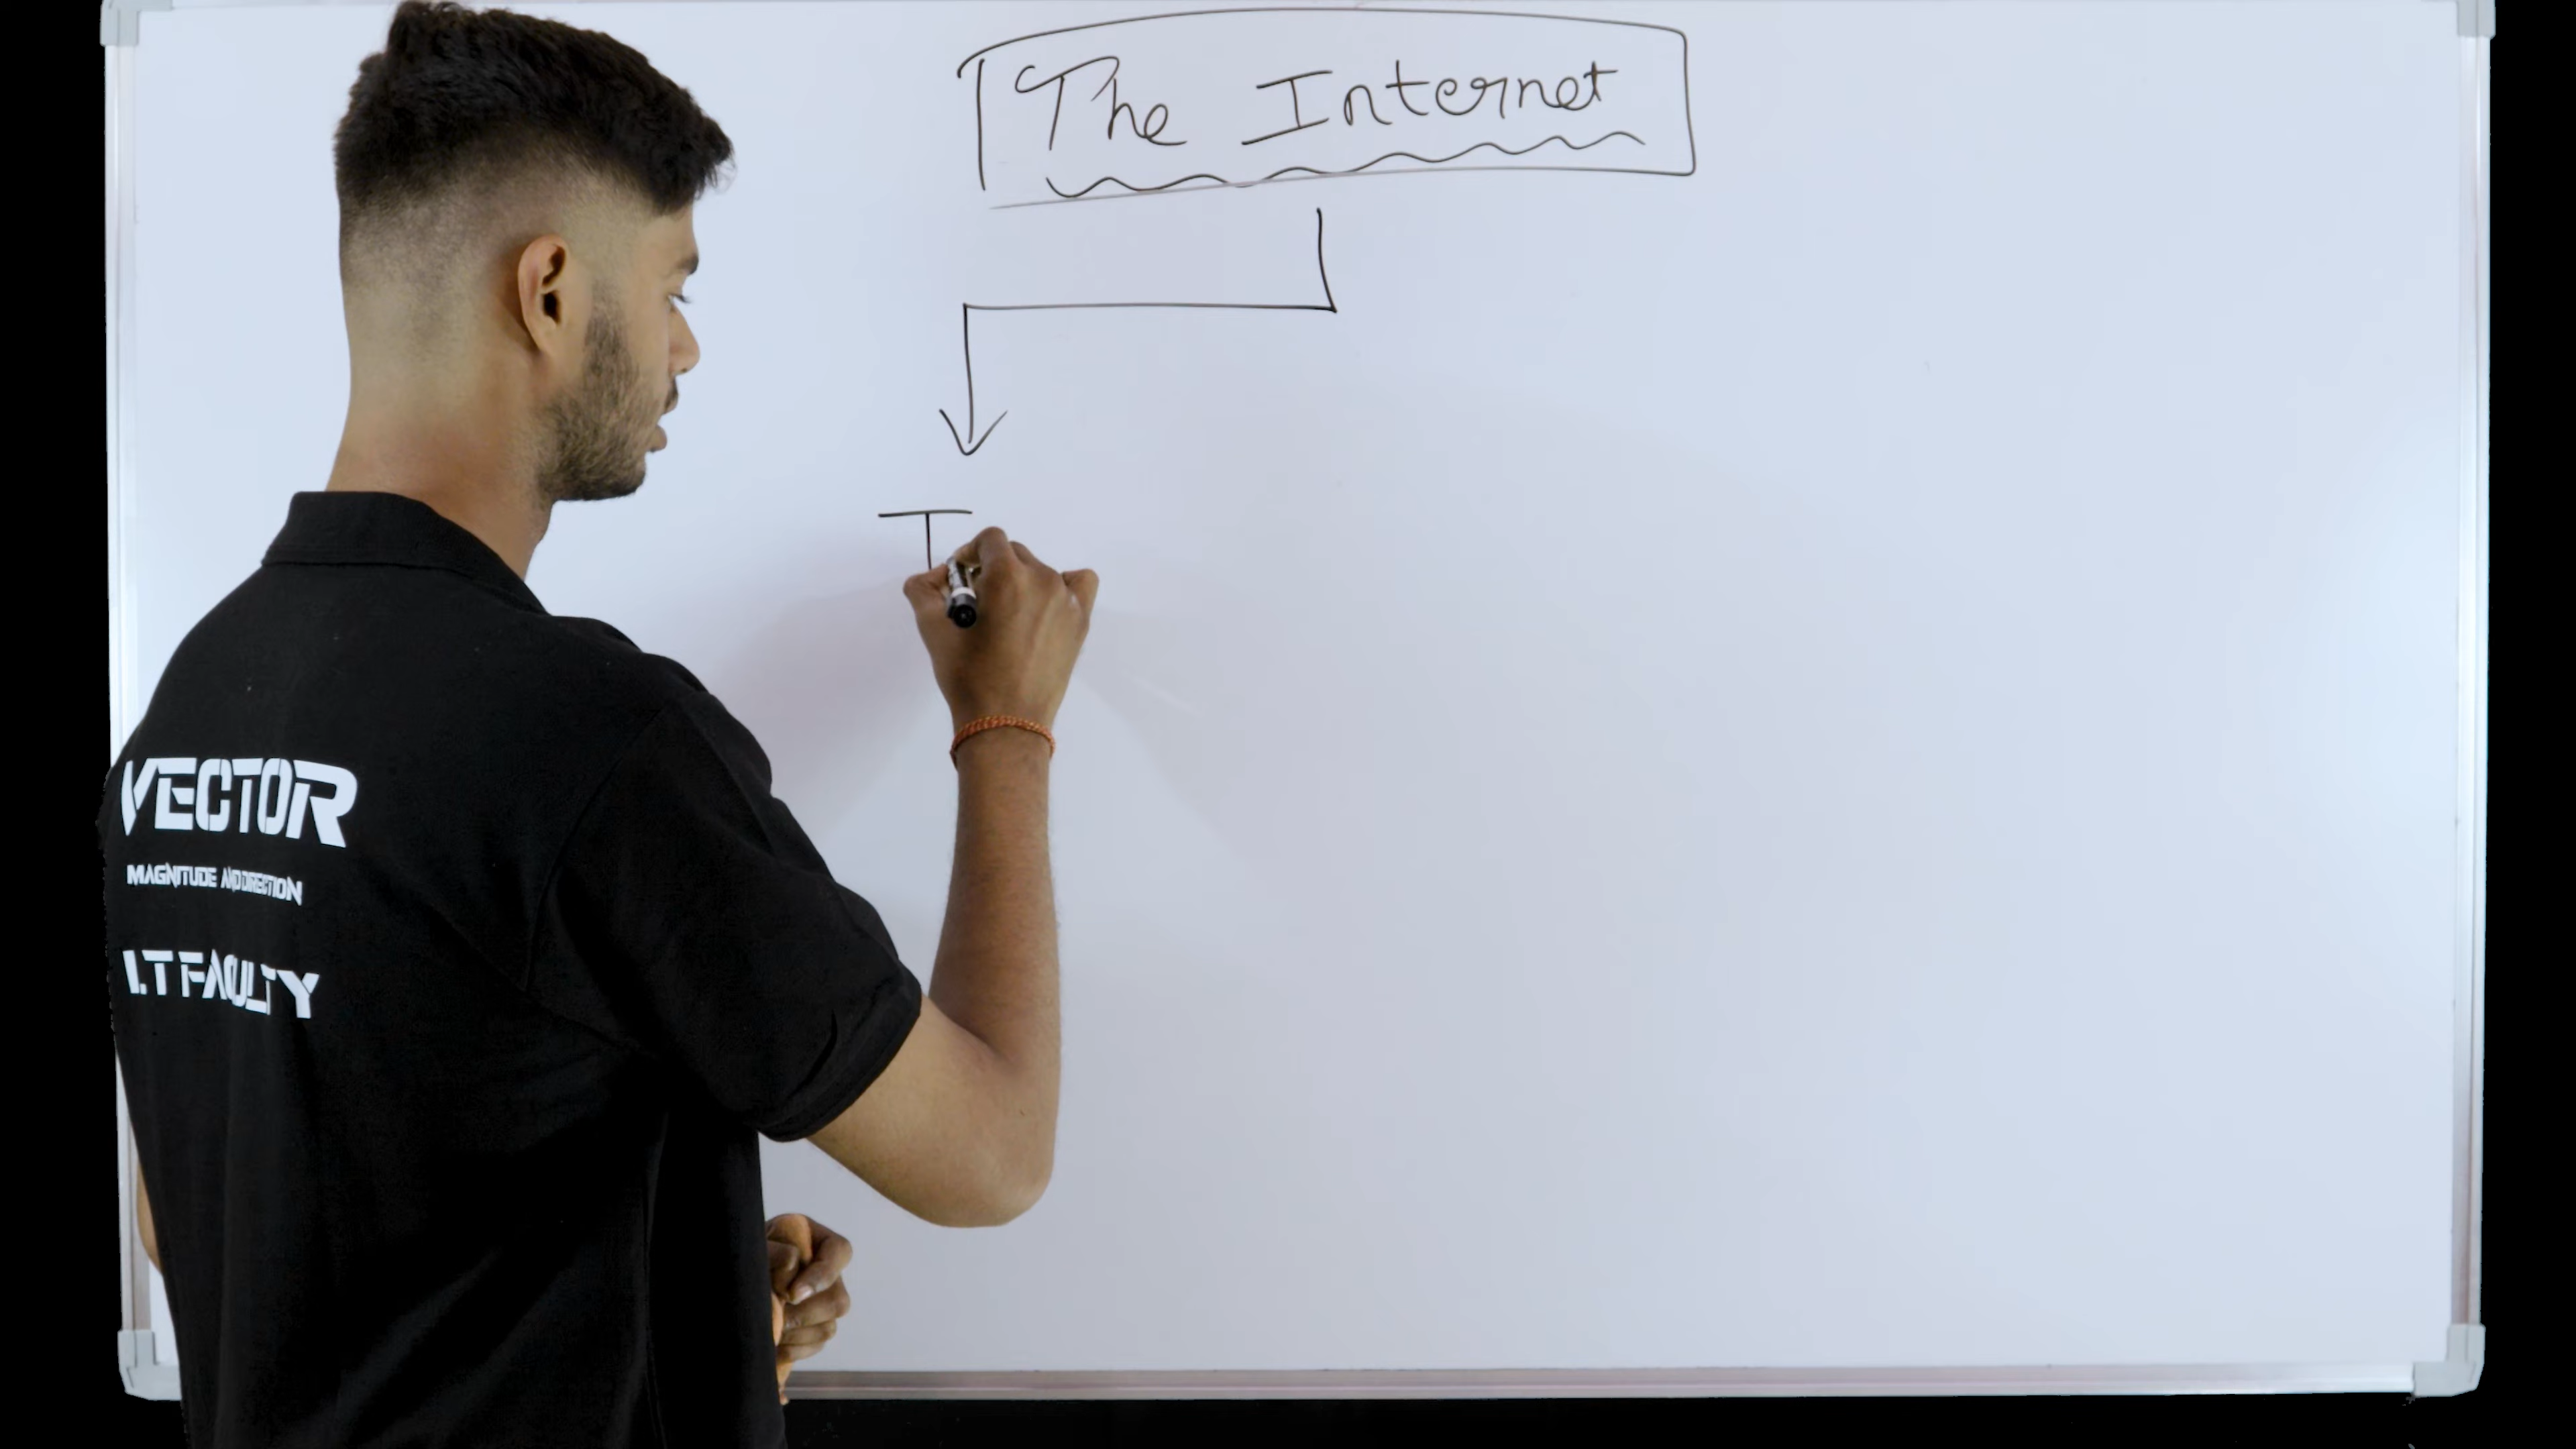 The Internet
I
VECTOR
MAGNITUDE AND DIRECTION
I.T FACULTY